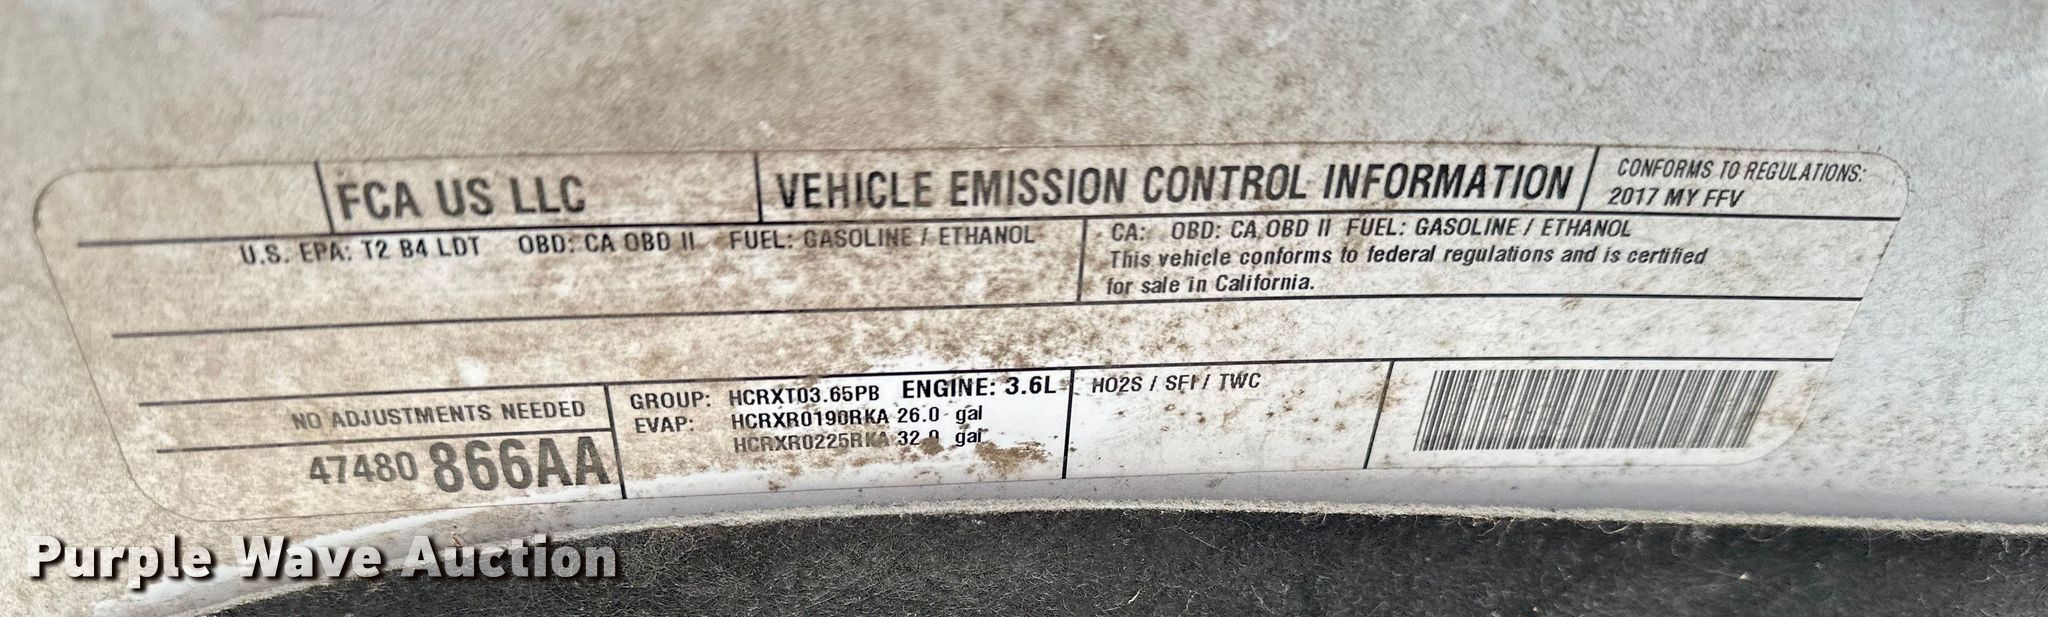 FCA US LLC
VEHICLE EMISSION CONTROL INFORMATION
CONFORMS TO REGULATIONS:
2017 MY FFV
U.S. EPA: T2 B4 LDT OBD: CA OBD II FUEL: GASOLINE / ETHANOL
CA: OBD: CA OBD II FUEL: GASOLINE / ETHANOL
This vehicle conforms to federal regulations and is certified
for sale in California.
NO ADJUSTMENTS NEEDED
47480 866AA
GROUP: HCRXT03.65PB ENGINE: 3.6L
EVAP: HCRXR0190RKA 26.0 gal
HCRXR0225RKA 32.0 gal
HO2S / SFI / TWC
Purple Wave Auction